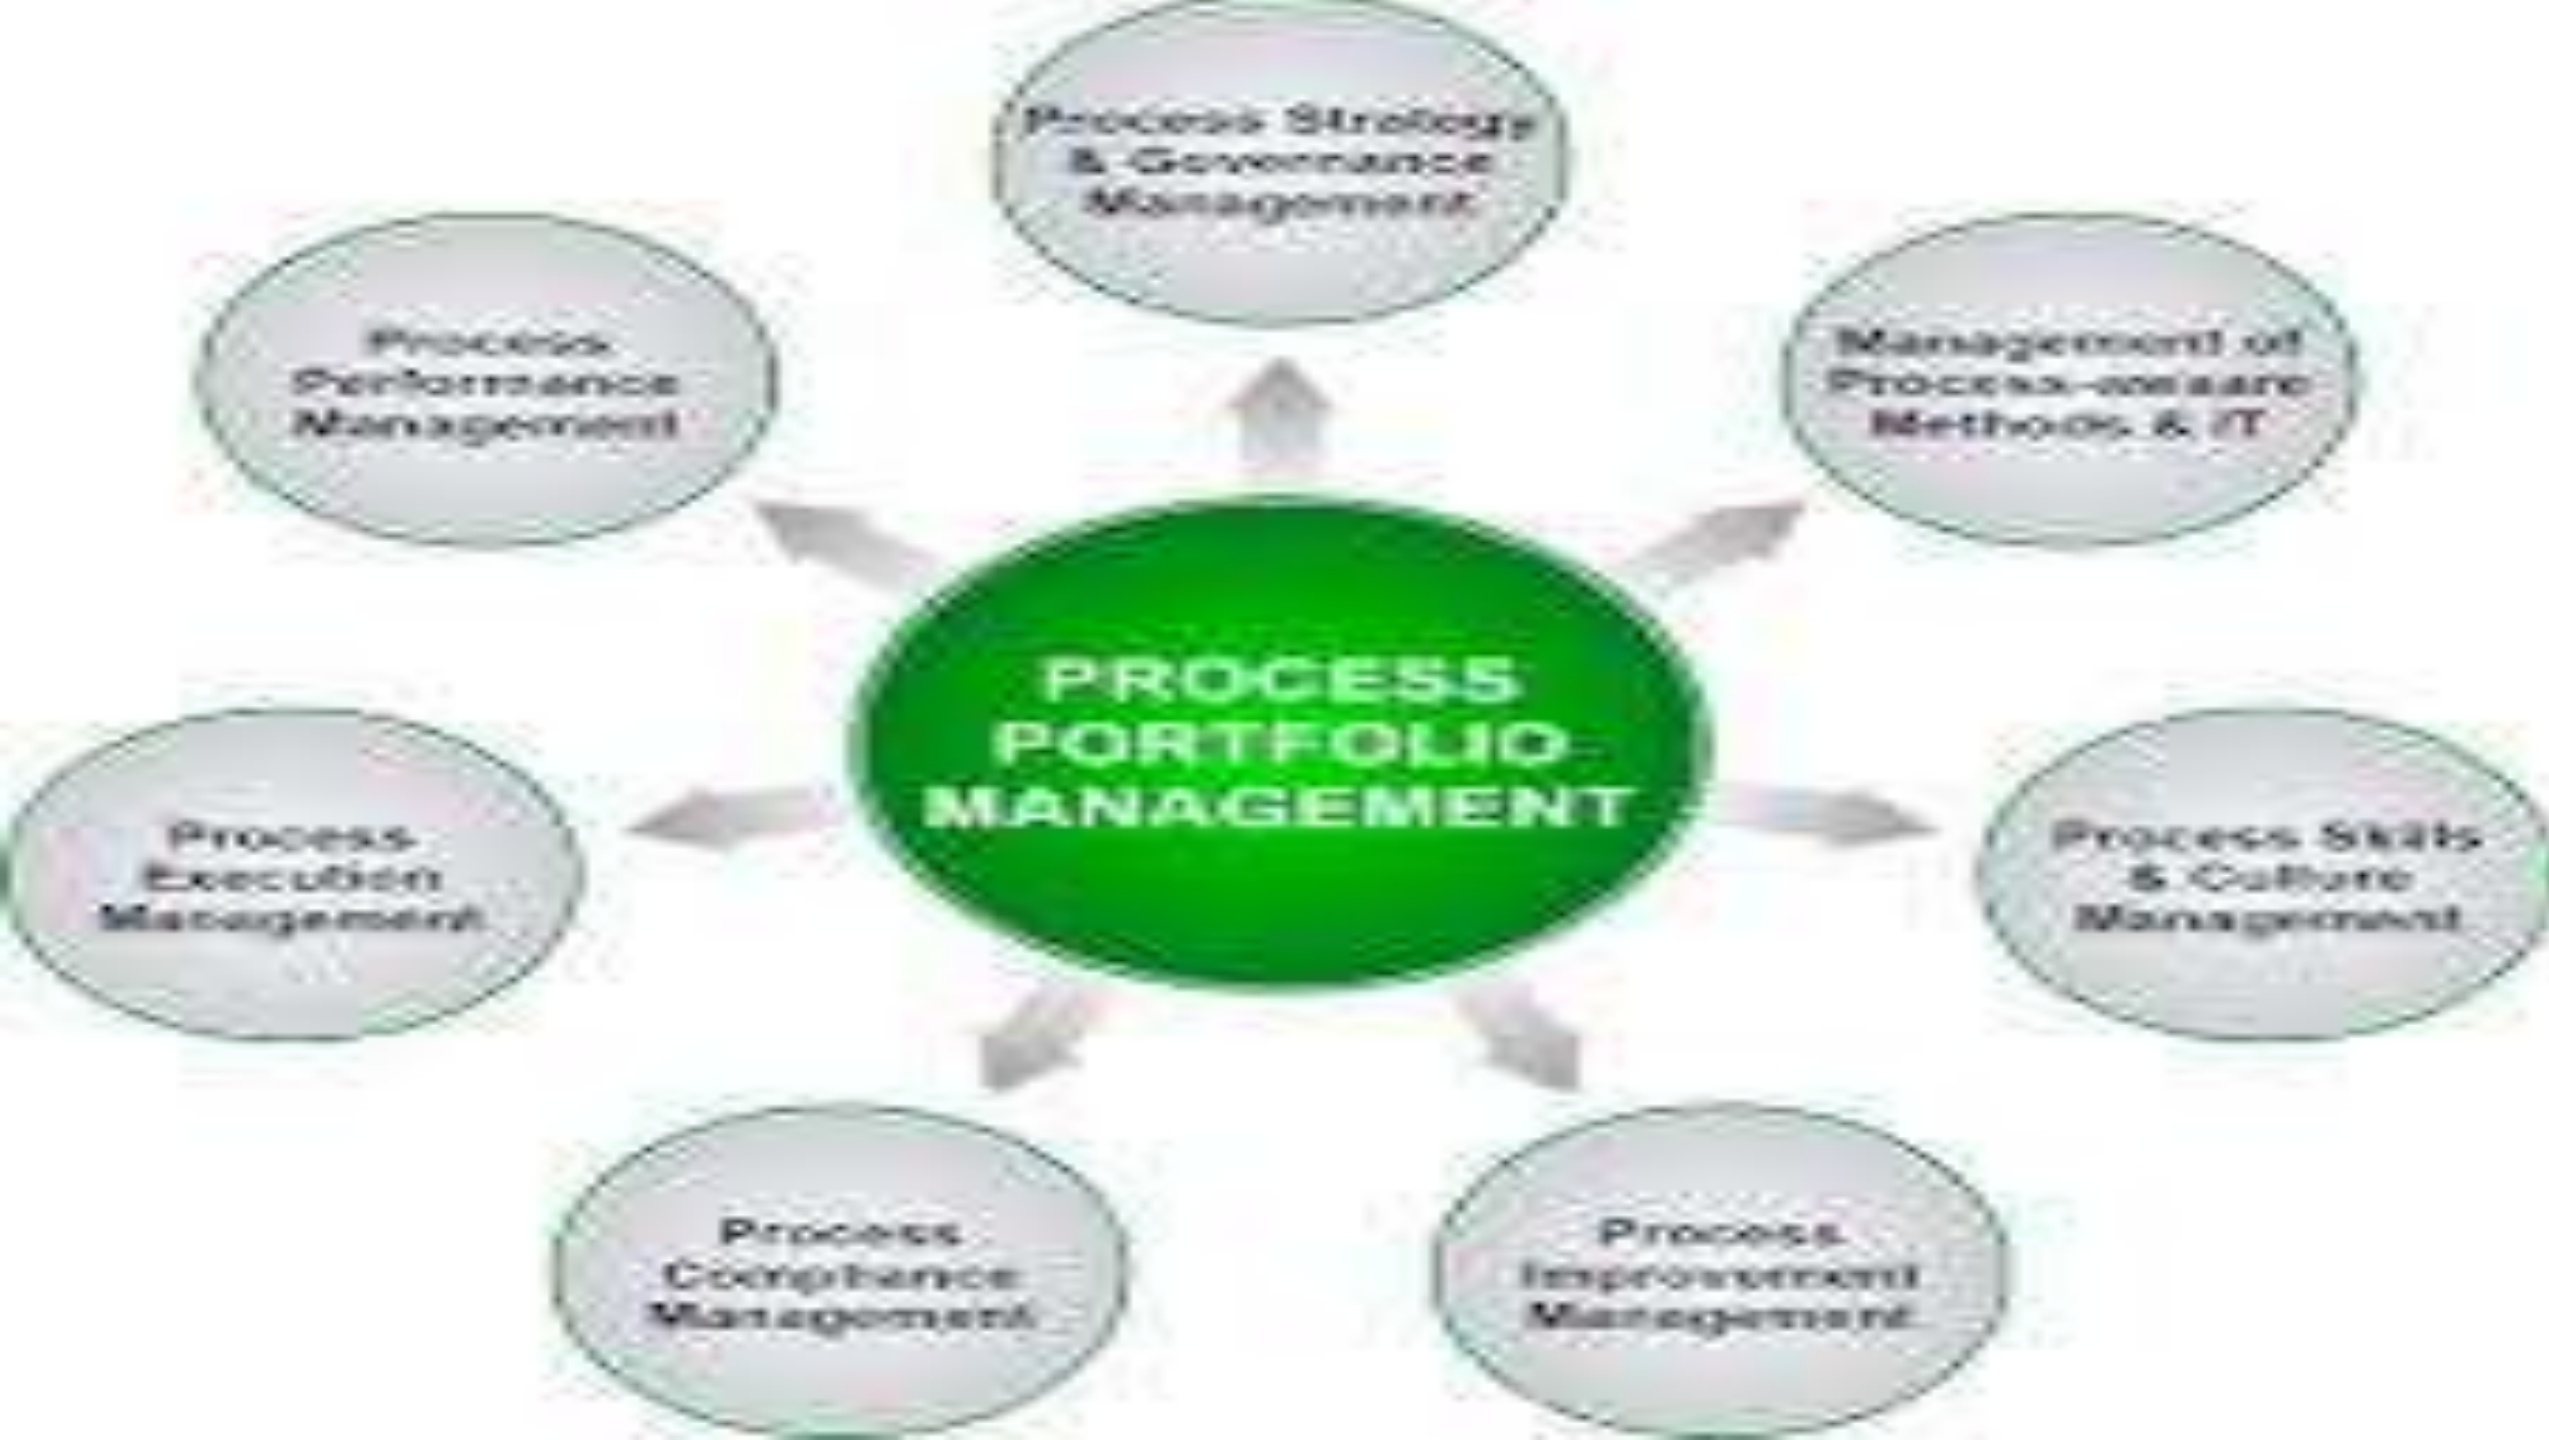 Process Strategy
& Governance
Management
Process
Performance
Management
Management of
Process-aware
Methods & IT
PROCESS
PORTFOLIO
MANAGEMENT
Process
Execution
Management
Process Skills
& Culture
Management
Process
Compliance
Management
Process
Improvement
Management